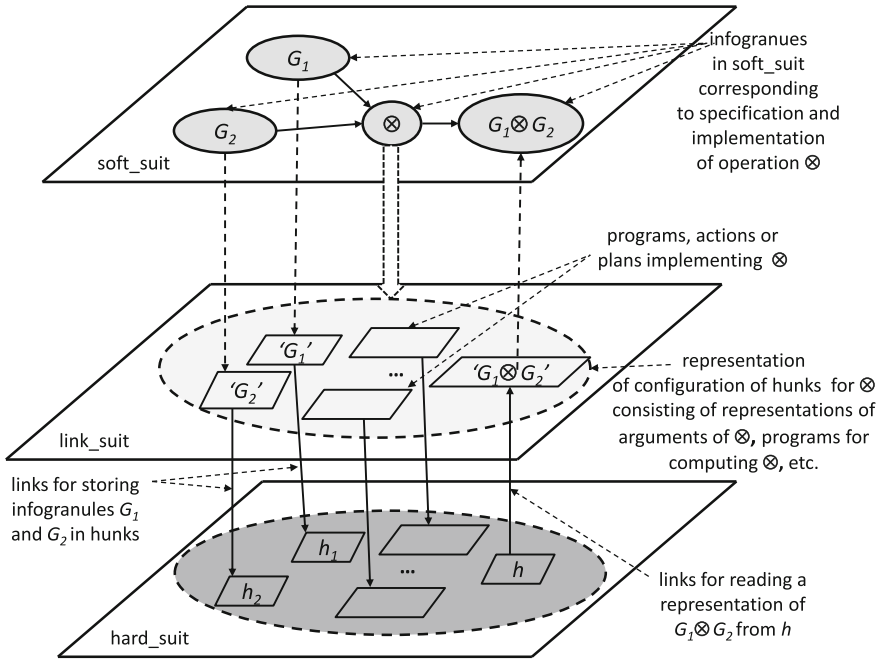 G1
G2
⊗
G1⊗G2
soft_suit
infogranues
in soft_suit
corresponding
to specification and
implementation
of operation ⊗
programs, actions or
plans implementing ⊗
‘G1’
‘G2’
...
‘G1⊗G2’
link_suit
representation
of configuration of hunks for ⊗
consisting of representations of
arguments of ⊗, programs for
computing ⊗, etc.
links for storing
infogranules G1
and G2 in hunks
h1
h2
...
h
hard_suit
links for reading a
representation of
G1⊗G2 from h